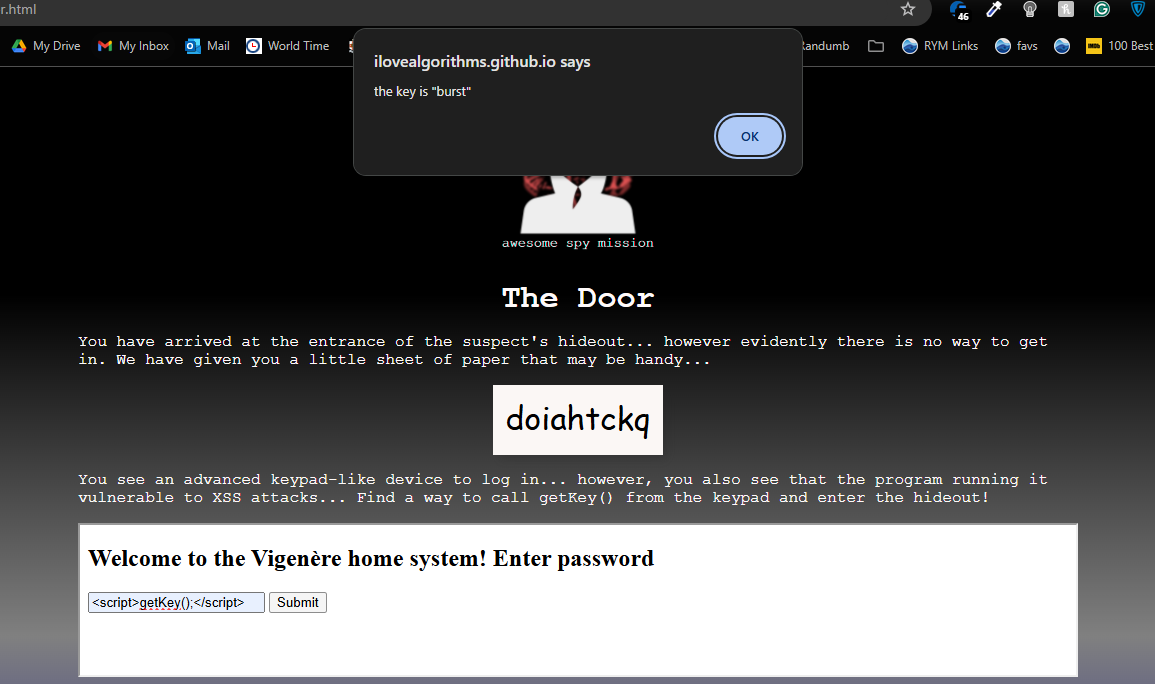 r.html
46
My Drive
My Inbox
Mail
World Time
Randumb
RYM Links
favs
IMDb
100 Best
ilovealgorithms.github.io says
the key is "burst"
OK
awesome spy mission
The Door
You have arrived at the entrance of the suspect's hideout... however evidently there is no way to get
in. We have given you a little sheet of paper that may be handy...
doiahtckq
You see an advanced keypad-like device to log in... however, you also see that the program running it
vulnerable to XSS attacks... Find a way to call getKey() from the keypad and enter the hideout!
Welcome to the Vigenère home system! Enter password
<script>getKey();</script>
Submit